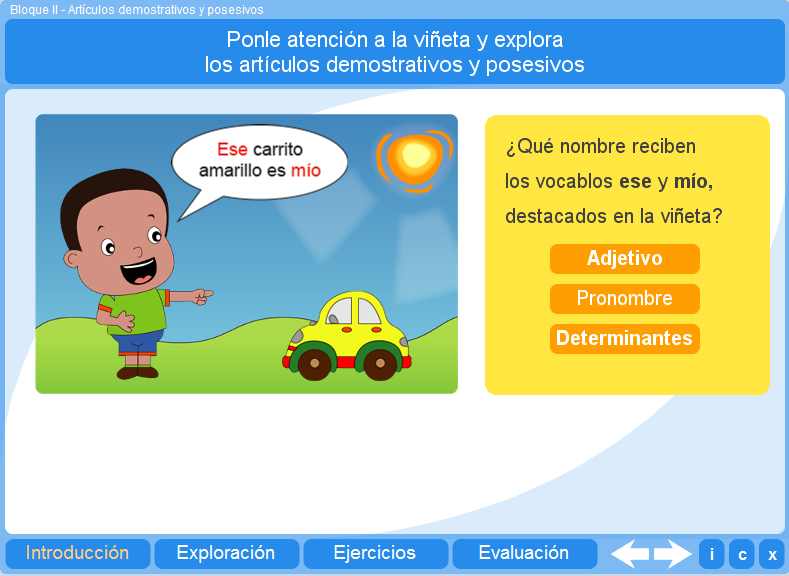 Bloque II - Artículos demostrativos y posesivos
Ponle atención a la viñeta y explora
los artículos demostrativos y posesivos
Ese carrito
amarillo es mío
¿Qué nombre reciben
los vocablos ese y mío,
destacados en la viñeta?
Adjetivo
Pronombre
Determinantes
Introducción
Exploración
Ejercicios
Evaluación
i
c
x